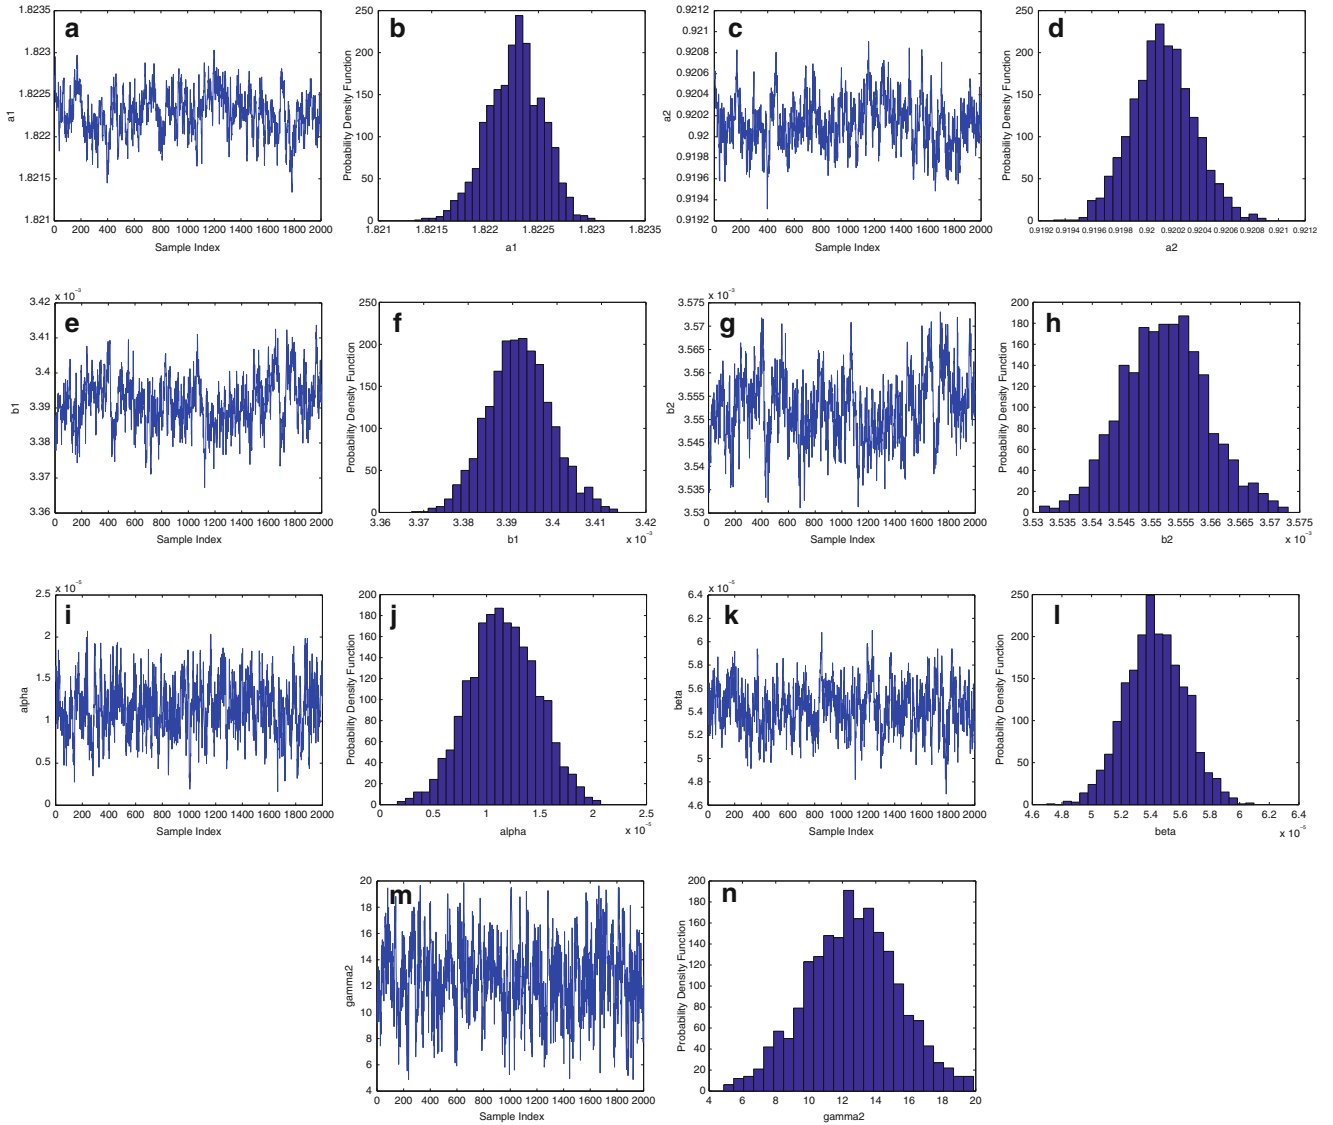 a
1.8235
1.823
1.8225
1.822
1.8215
1.821
a1
0 200 400 600 800 1000 1200 1400 1600 1800 2000
Sample Index
b
250
200
150
100
50
0
Probability Density Function
1.821 1.8215 1.822 1.8225 1.823 1.8235
a1
c
0.9212
0.921
0.9208
0.9206
0.9204
0.9202
0.92
0.9198
0.9196
0.9194
0.9192
a2
0 200 400 600 800 1000 1200 1400 1600 1800 2000
Sample Index
d
250
200
150
100
50
0
Probability Density Function
0.9192 0.9194 0.9196 0.9198 0.92 0.9202 0.9204 0.9206 0.9208 0.921 0.9212
a2
e
x 10⁻³
3.42
3.41
3.4
3.39
3.38
3.37
3.36
b1
0 200 400 600 800 1000 1200 1400 1600 1800 2000
Sample Index
f
250
200
150
100
50
0
Probability Density Function
3.36 3.37 3.38 3.39 3.4 3.41 3.42
b1
x 10⁻³
g
x 10⁻³
3.575
3.57
3.565
3.56
3.555
3.55
3.545
3.54
3.535
3.53
b2
0 200 400 600 800 1000 1200 1400 1600 1800 2000
Sample Index
h
200
180
160
140
120
100
80
60
40
20
0
Probability Density Function
3.53 3.535 3.54 3.545 3.55 3.555 3.56 3.565 3.57 3.575
b2
x 10⁻³
i
x 10⁻⁵
2.5
2
1.5
1
0.5
0
alpha
0 200 400 600 800 1000 1200 1400 1600 1800 2000
Sample Index
j
200
180
160
140
120
100
80
60
40
20
0
Probability Density Function
0 0.5 1 1.5 2 2.5
alpha
x 10⁻⁵
k
x 10⁻⁵
6.4
6.2
6
5.8
5.6
5.4
5.2
5
4.8
4.6
beta
0 200 400 600 800 1000 1200 1400 1600 1800 2000
Sample Index
l
250
200
150
100
50
0
Probability Density Function
4.6 4.8 5 5.2 5.4 5.6 5.8 6 6.2 6.4
beta
x 10⁻⁵
m
20
18
16
14
12
10
8
6
4
gamma2
0 200 400 600 800 1000 1200 1400 1600 1800 2000
Sample Index
n
200
180
160
140
120
100
80
60
40
20
0
Probability Density Function
4 6 8 10 12 14 16 18 20
gamma2